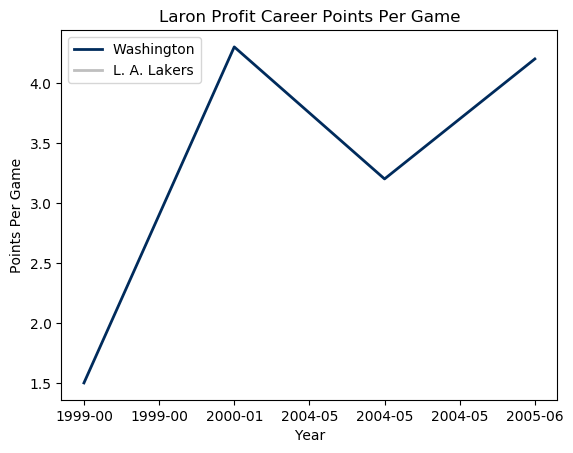 Laron Profit Career Points Per Game
Washington
L. A. Lakers
4.0
3.5
3.0
2.5
2.0
1.5
Points Per Game
1999-00 1999-00 2000-01 2004-05 2004-05 2004-05 2005-06
Year